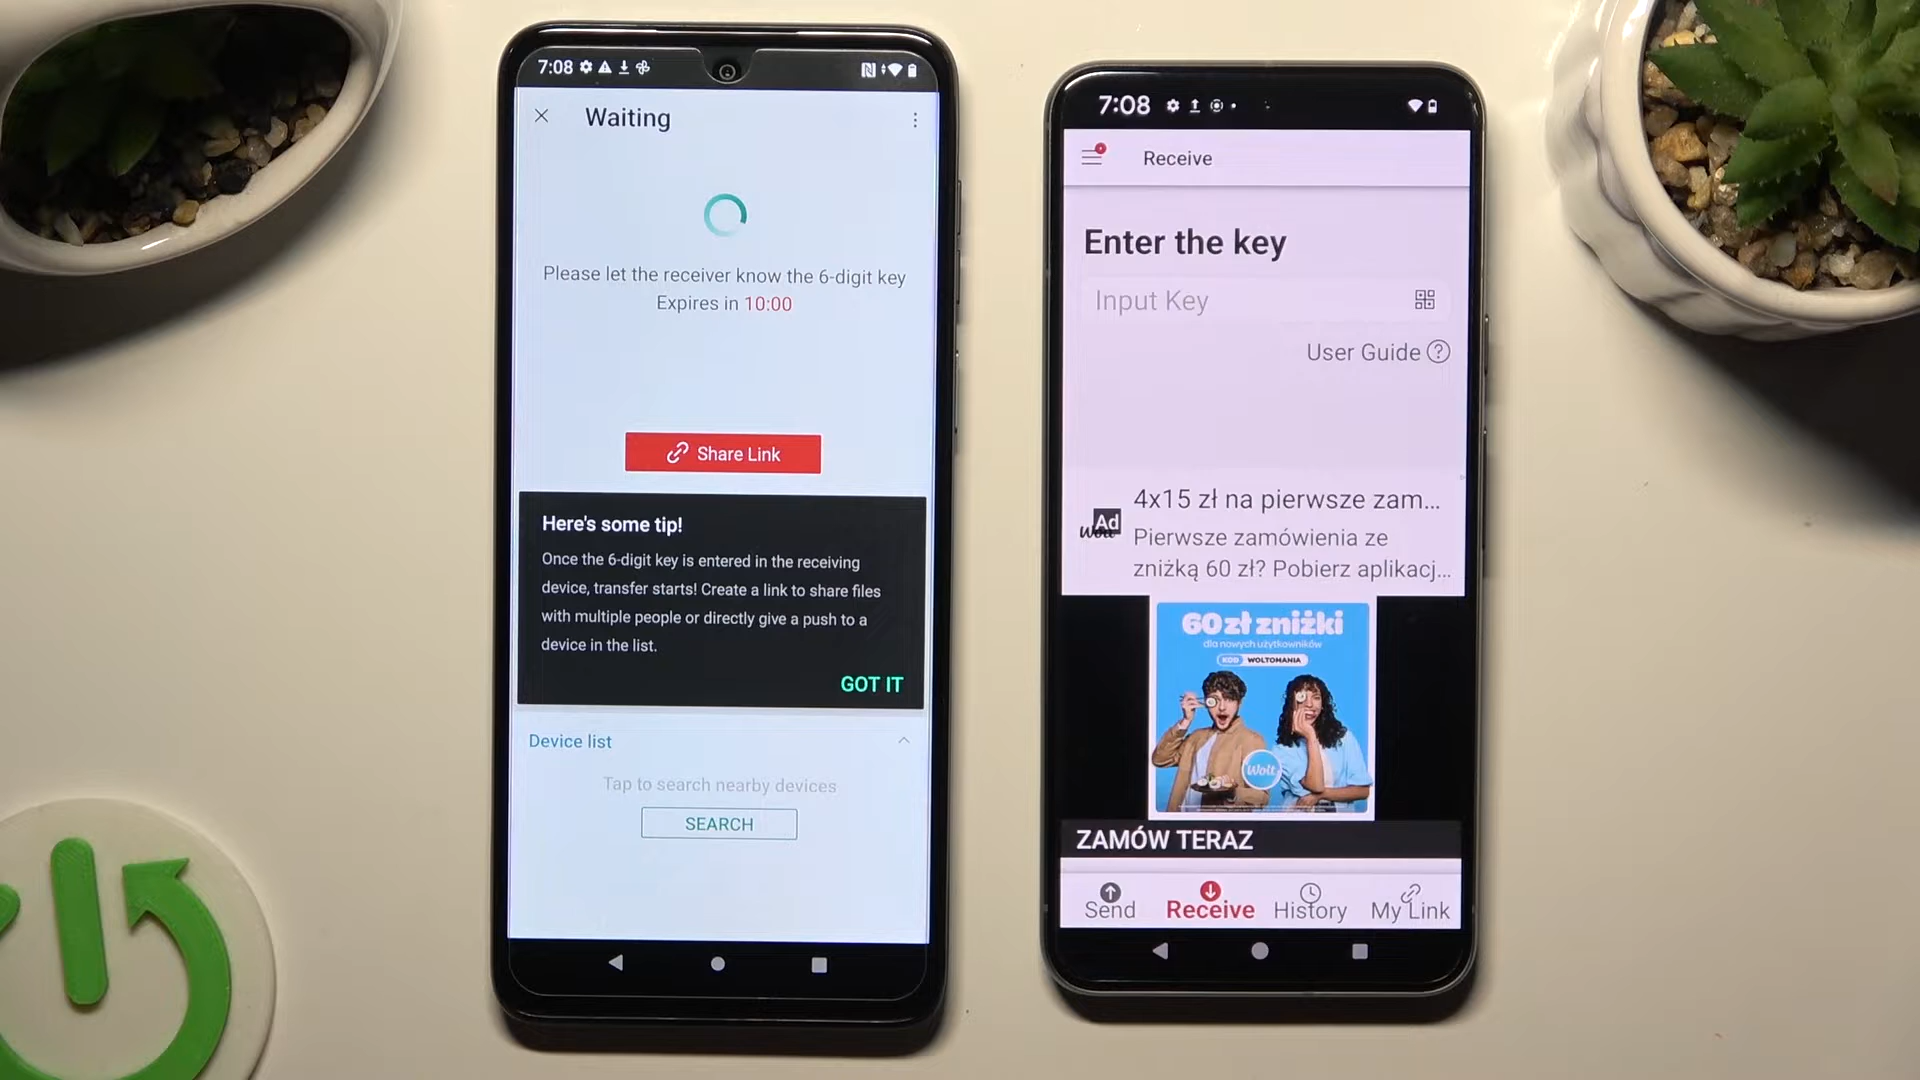 7:08
Waiting
Please let the receiver know the 6-digit key
Expires in 10:00
Share Link
Here's some tip!
Once the 6-digit key is entered in the receiving
device, transfer starts! Create a link to share files
with multiple people or directly give a push to a
device in the list.
GOT IT
Device list
Tap to search nearby devices
SEARCH
7:08
Receive
Enter the key
Input Key
User Guide ?
4x15 zł na pierwsze zam...
Ad
Wolt
Pierwsze zamówienia ze
zniżką 60 zł? Pobierz aplikacj...
60 zł zniżki
dla nowych użytkowników
KOD WOLTOMANIA
Wolt
ZAMÓW TERAZ
Send
Receive
History
My Link